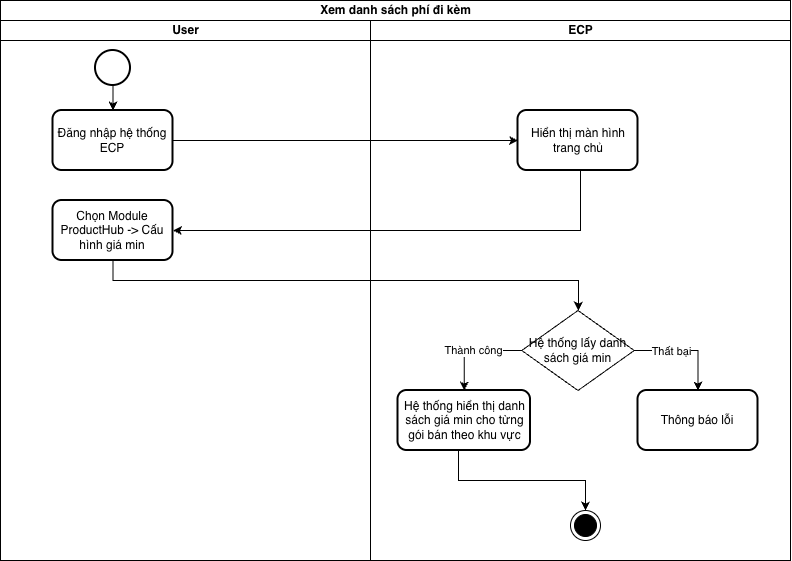 Xem danh sách phí đi kèm
User
ECP
Đăng nhập hệ thống
ECP
Hiển thị màn hình
trang chủ
Chọn Module
ProductHub -> Cấu
hình giá min
Hệ thống lấy danh
sách giá min
Thành công
Thất bại
Hệ thống hiển thị danh
sách giá min cho từng
gói bán theo khu vực
Thông báo lỗi